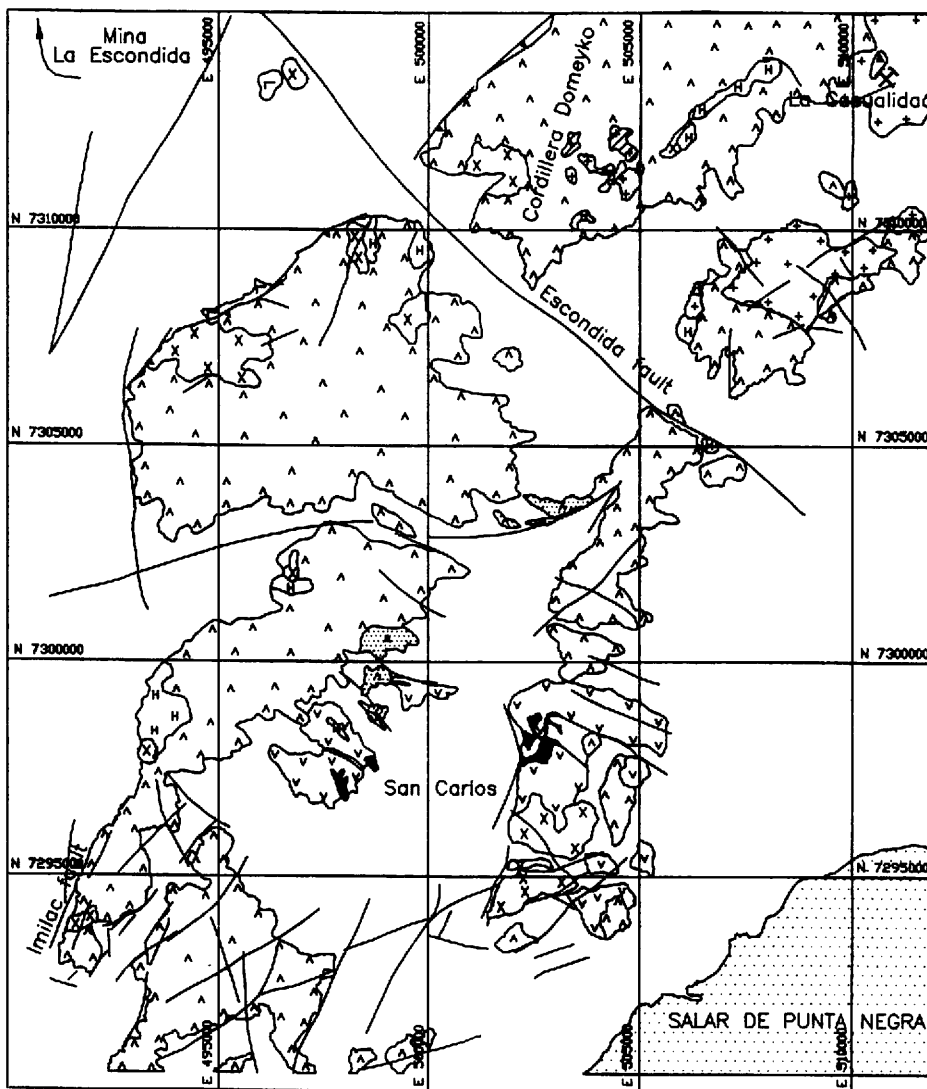 Mina
La Escondida
E 495000
E 500000
E 505000
E 510000
Cordillera Domeyko
La Casualidad
N 7310000
N 7310000
Escondida fault
N 7305000
N 7305000
N 7300000
N 7300000
San Carlos
N 7295000
N 7295000
Imilac fault
SALAR DE PUNTA NEGRA
E 495000
E 500000
E 505000
E 510000